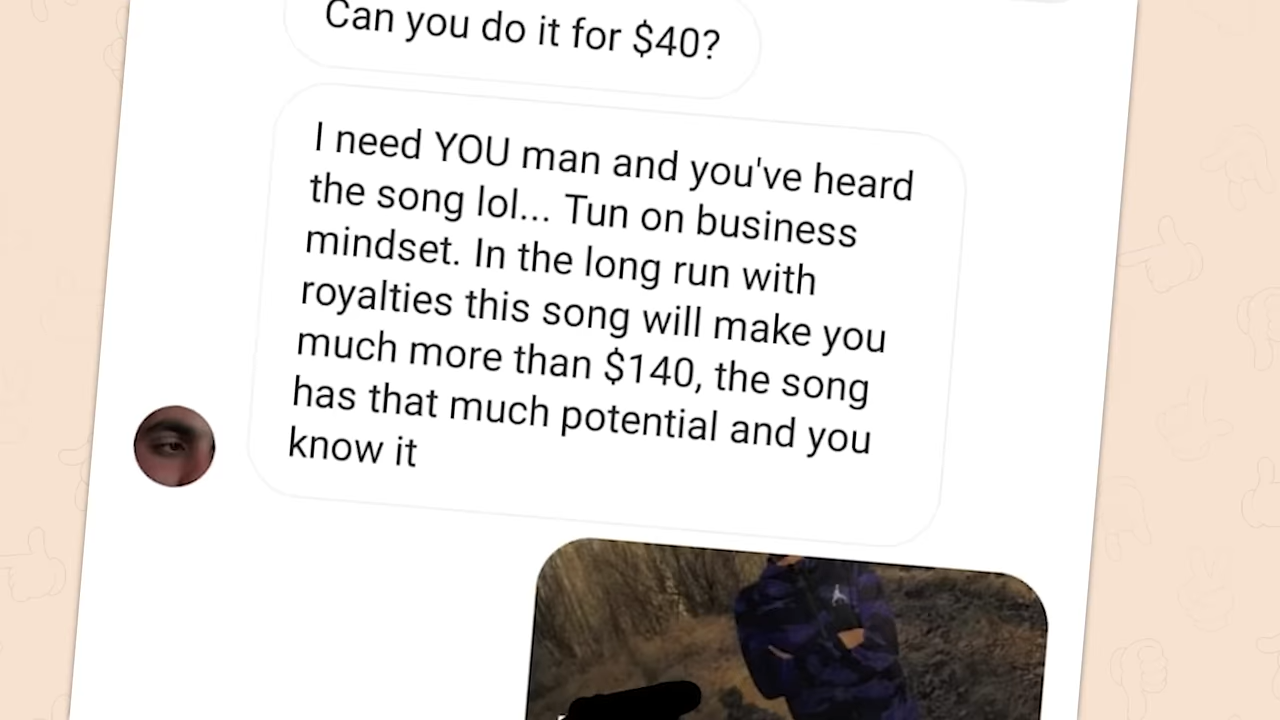 Can you do it for $40?
I need YOU man and you've heard
the song lol... Tun on business
mindset. In the long run with
royalties this song will make you
much more than $140, the song
has that much potential and you
know it